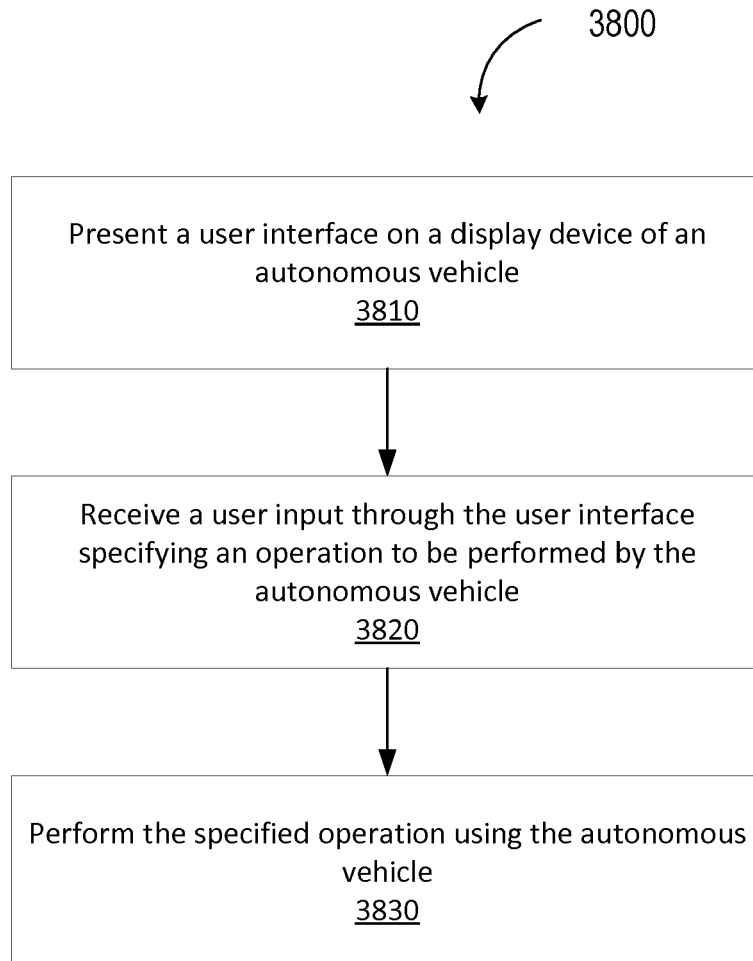 3800
Present a user interface on a display device of an
autonomous vehicle
3810
Receive a user input through the user interface
specifying an operation to be performed by the
autonomous vehicle
3820
Perform the specified operation using the autonomous
vehicle
3830